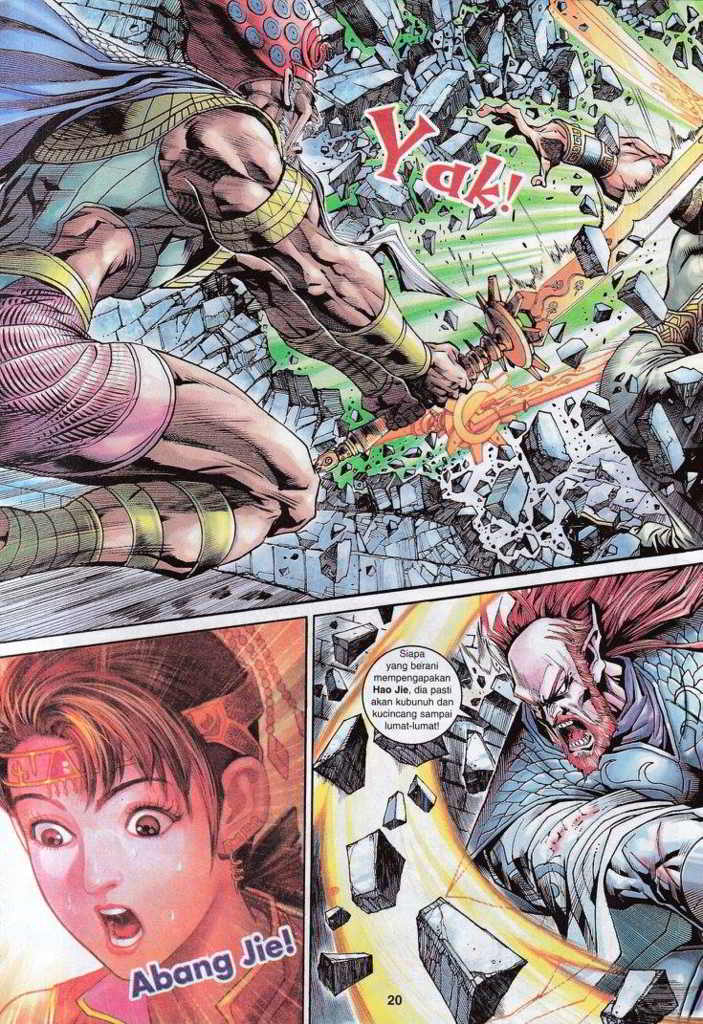 Yak!
Siapa
yang berani
mempengapakan
Hao Jie, dia pasti
akan kubunuh dan
kucincang sampai
lumat-lumat!
Abang Jie!
20